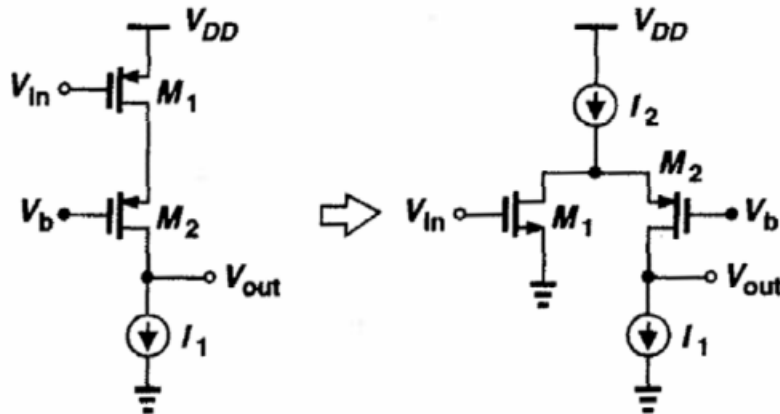 V_DD V_DD
V_in M_1 I_2
V_b M_2 V_in M_1 M_2 V_b
V_out V_out
I_1 I_1